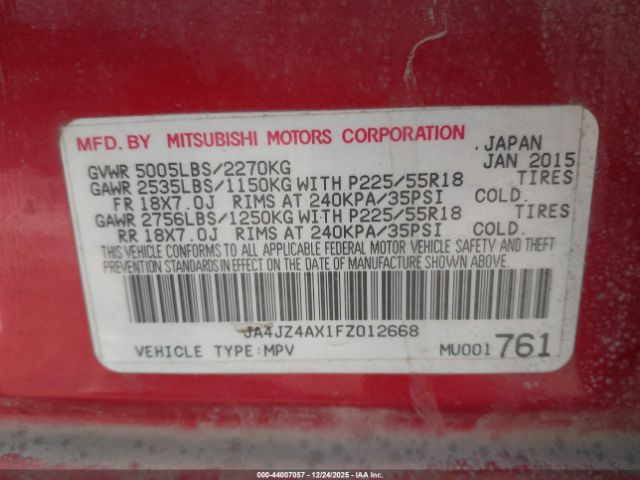 MFD. BY MITSUBISHI MOTORS CORPORATION JAPAN
GVWR 5005LBS/2270KG JAN 2015
GAWR 2535LBS/1150KG WITH P225/55R18 TIRES
FR 18X7.0J RIMS AT 240KPA/35PSI COLD.
GAWR 2756LBS/1250KG WITH P225/55R18 TIRES
RR 18X7.0J RIMS AT 240KPA/35PSI COLD.
THIS VEHICLE CONFORMS TO ALL APPLICABLE FEDERAL MOTOR VEHICLE SAFETY AND THEFT
PREVENTION STANDARDS IN EFFECT ON THE DATE OF MANUFACTURE SHOWN ABOVE.
JA4JZ4AX1FZ012668
VEHICLE TYPE:MPV MU001 761
000-44007057 - 12/24/2025 - IAA Inc.